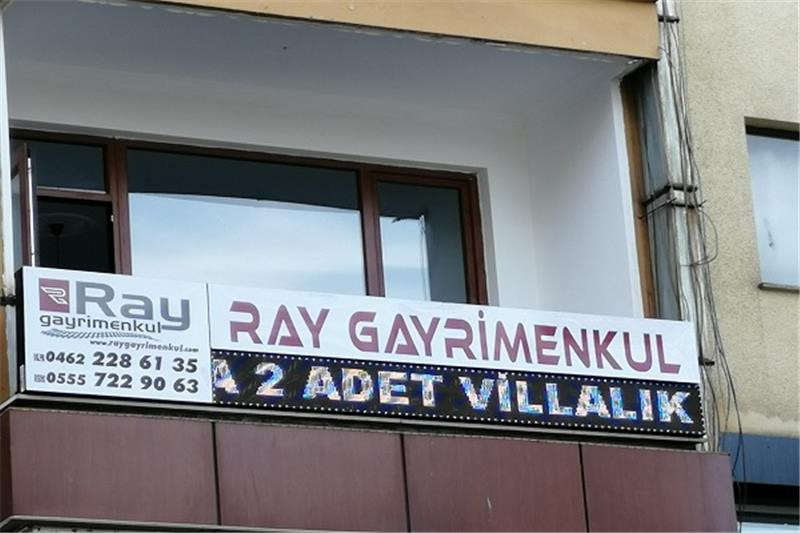 Ray
gayrimenkul
www.raygayrimenkul.com
0462 228 61 35
0555 722 90 63
RAY GAYRİMENKUL
A 2 ADET VİLLALIK